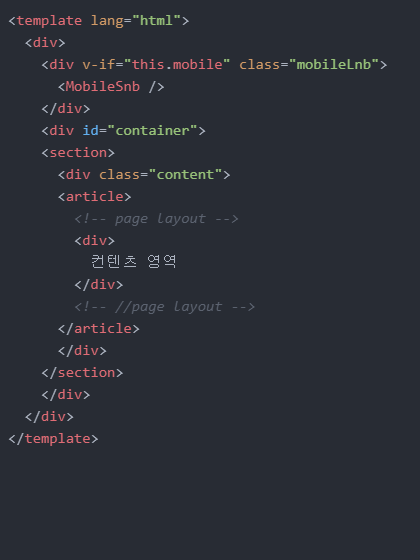 <template lang="html">
  <div>
    <div v-if="this.mobile" class="mobileLnb">
      <MobileSnb />
    </div>
    <div id="container">
    <section>
      <div class="content">
      <article>
        <!-- page layout -->
        <div>
          컨텐츠 영역
        </div>
        <!-- //page layout -->
      </article>
      </div>
    </section>
    </div>
  </div>
</template>